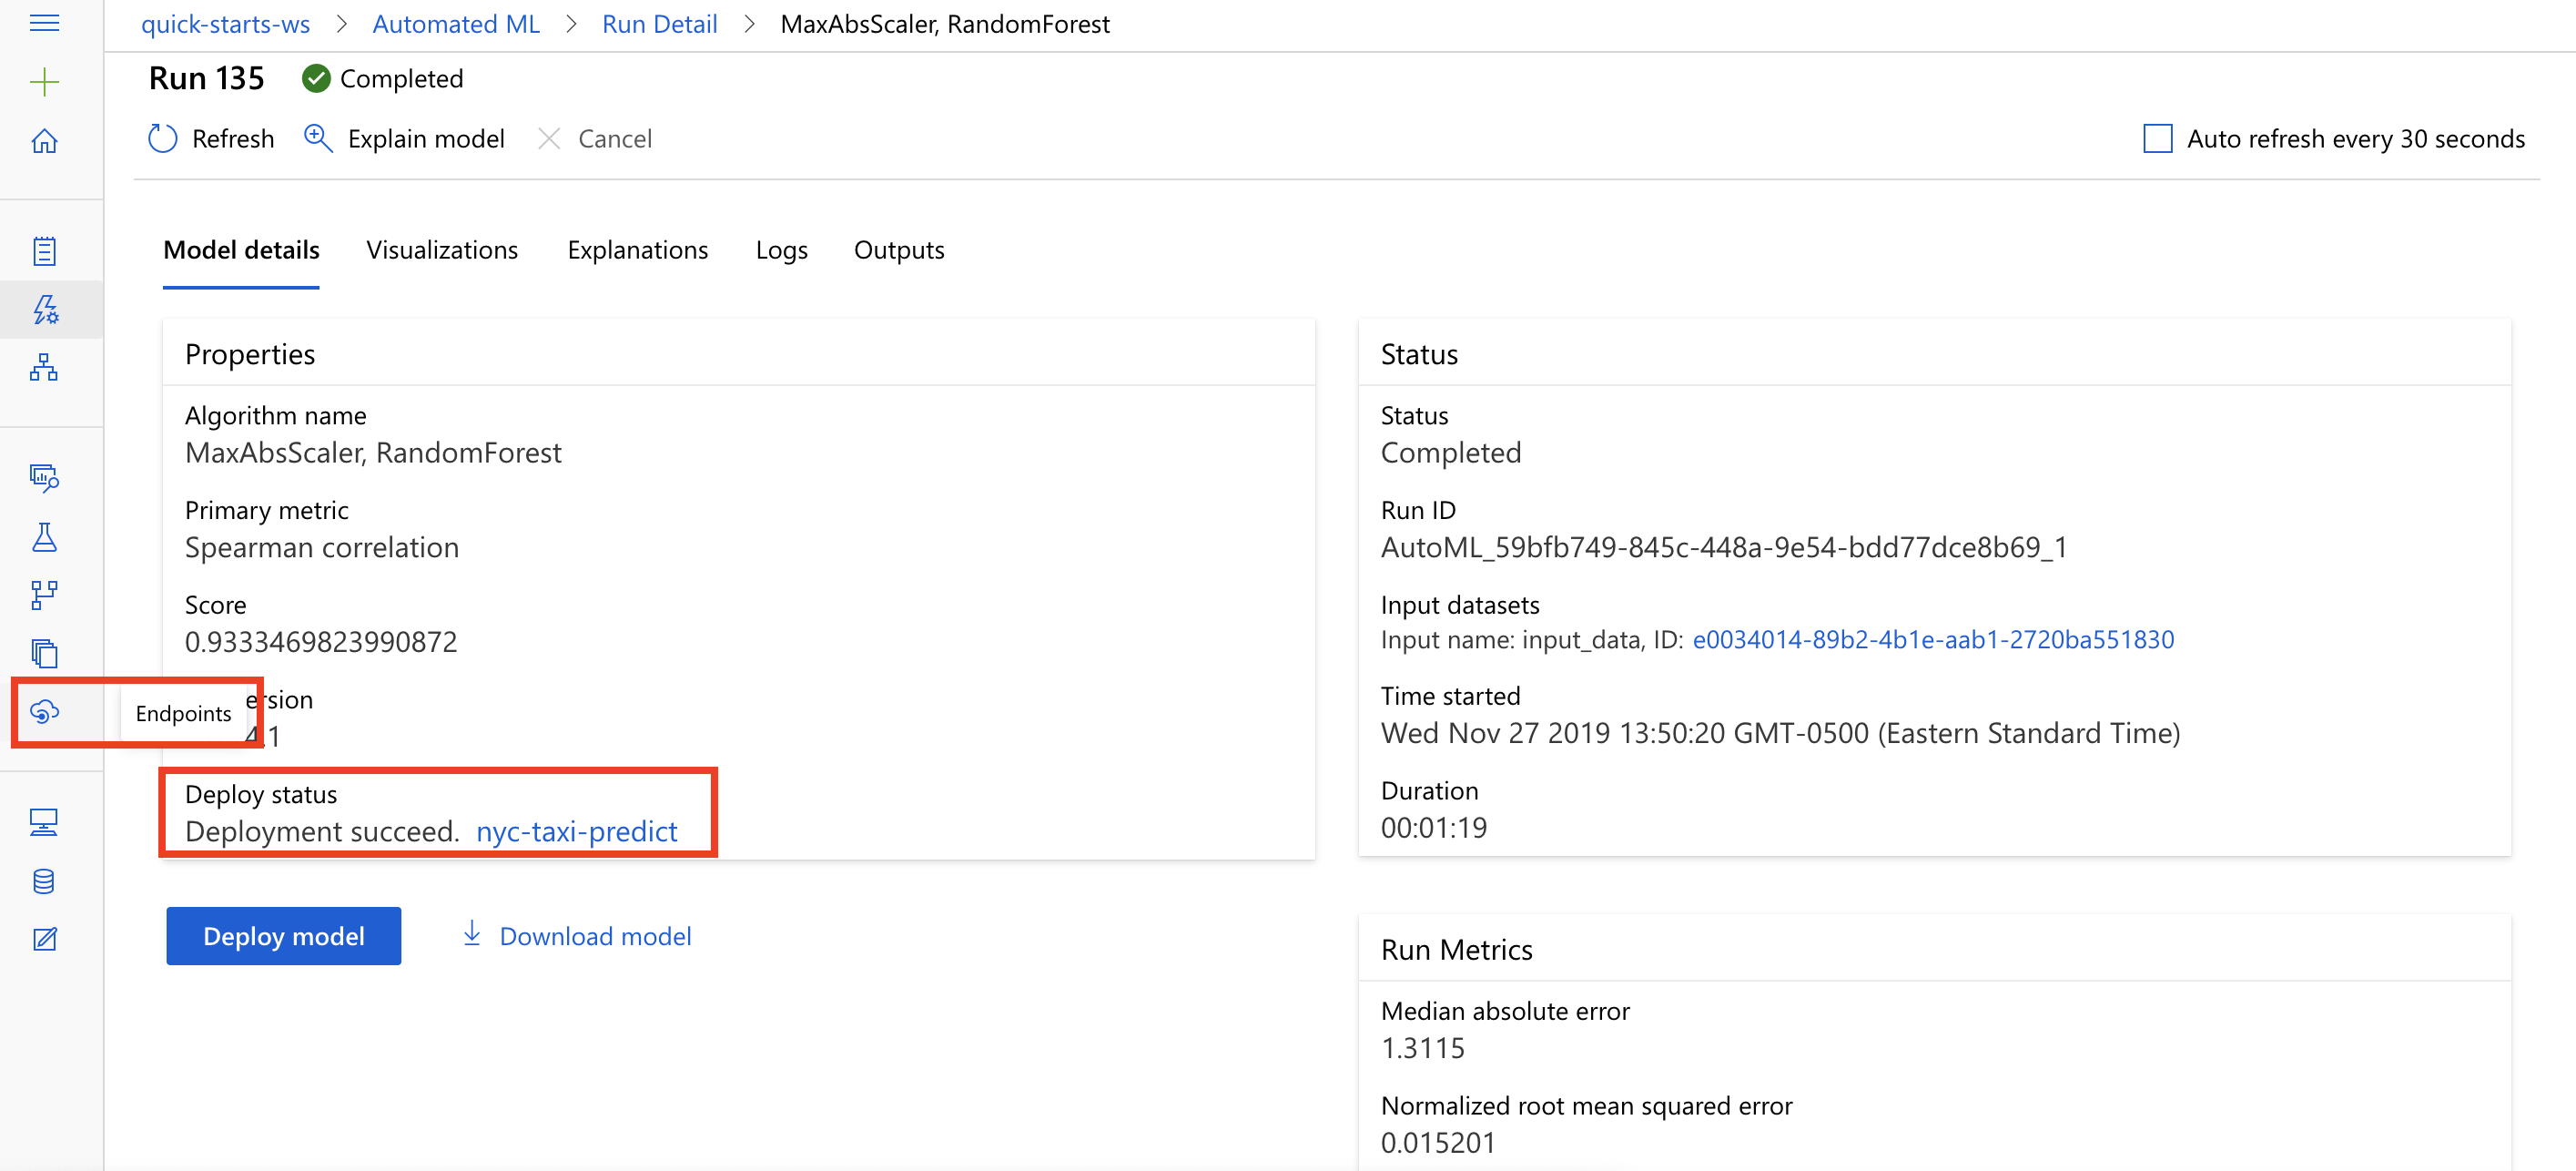 quick-starts-ws > Automated ML > Run Detail > MaxAbsScaler, RandomForest
Run 135 Completed
Refresh Explain model Cancel Auto refresh every 30 seconds
Model details Visualizations Explanations Logs Outputs
Properties
Algorithm name
MaxAbsScaler, RandomForest
Primary metric
Spearman correlation
Score
0.9333469823990872
Endpoints
Deploy status
Deployment succeed. nyc-taxi-predict
Deploy model Download model
Status
Status
Completed
Run ID
AutoML_59bfb749-845c-448a-9e54-bdd77dce8b69_1
Input datasets
Input name: input_data, ID: e0034014-89b2-4b1e-aab1-2720ba551830
Time started
Wed Nov 27 2019 13:50:20 GMT-0500 (Eastern Standard Time)
Duration
00:01:19
Run Metrics
Median absolute error
1.3115
Normalized root mean squared error
0.015201